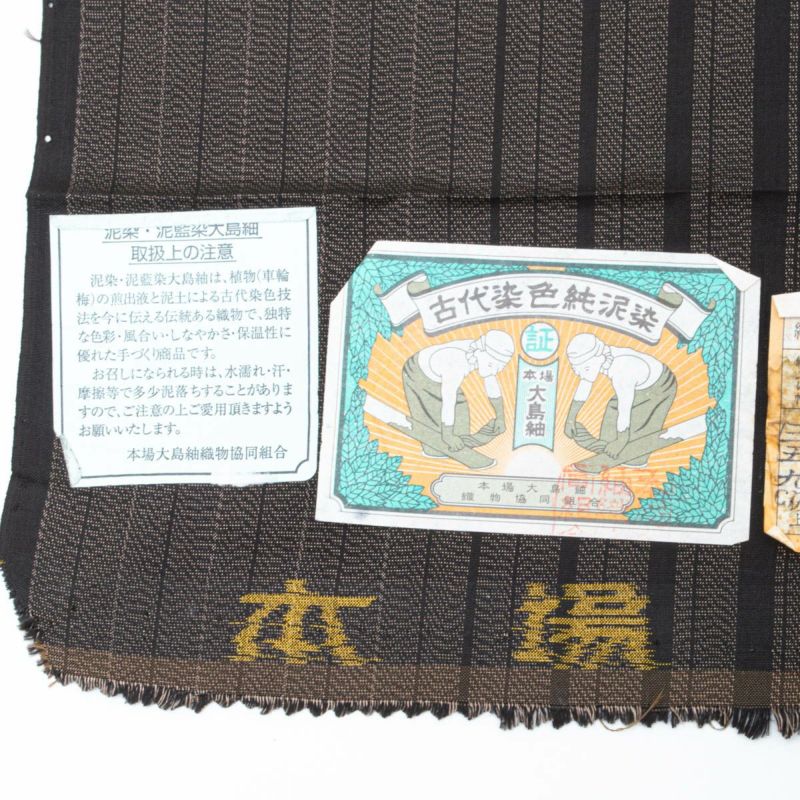 泥染・泥藍染大島紬
取扱上の注意
泥染・泥藍染大島紬は、植物(車輪
梅)の煎出液と泥土による古代染色技
法を今に伝える伝統ある織物で、独特
な色彩・風合い・しなやかさ・保温性に
優れた手づくり商品です。
お召しになられる時は、水濡れ・汗・
摩擦等で多少泥落ちすることがありま
すので、ご注意の上ご愛用頂きますよう
お願いいたします。
本場大島紬織物協同組合
古代染色純泥染
証
本場
大島紬
本場大島紬
織物協同組合
五九
本場